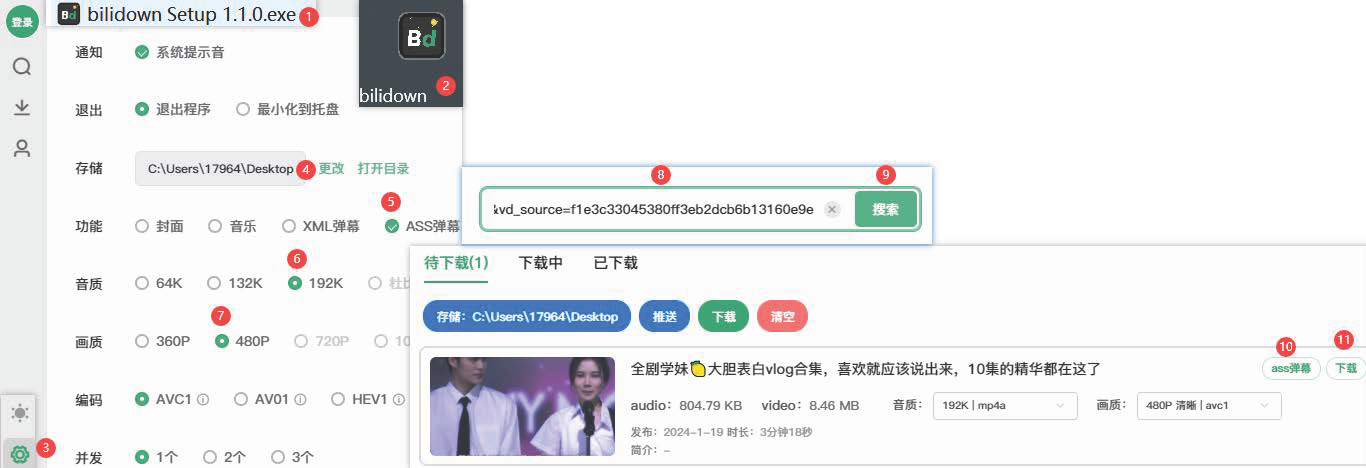 登录
bilidown Setup 1.1.0.exe 1
通知 系统提示音
Bd
bilidown 2
退出 退出程序 最小化到托盘
存储 C:\Users\17964\Desktop 4 更改 打开目录
5
功能 封面 音乐 XML弹幕 ASS弹幕
6
音质 64K 132K 192K 杜比
7
画质 360P 480P 720P 10
编码 AVC1 AV01 HEV1
3
并发 1个 2个 3个
8 9
&vd_source=f1e3c33045380ff3eb2dcb6b13160e9e 搜索
待下载(1) 下载中 已下载
存储：C:\Users\17964\Desktop 推送 下载 清空
10 11
全剧学妹🍋大胆表白vlog合集，喜欢就应该说出来，10集的精华都在这了 ass弹幕 下载
audio：804.79 KB video：8.46 MB 音质： 192K | mp4a 画质： 480P 清晰 | avc1
发布：2024-1-19 时长：3分钟18秒
简介：-